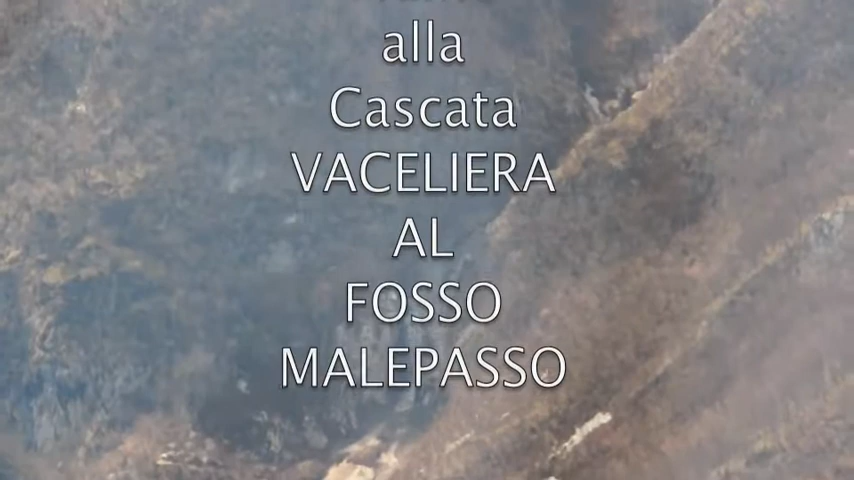 alla
Cascata
VACELIERA
AL
FOSSO
MALEPASSO